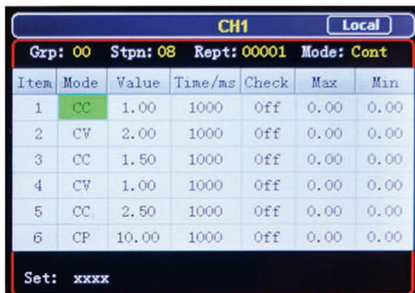 CH1 Local
Grp: 00 Stpn: 08 Rept: 00001 Mode: Cont
Item Mode Value Time/ms Check Max Min
1 CC 1.00 1000 Off 0.00 0.00
2 CV 2.00 1000 Off 0.00 0.00
3 CC 1.50 1000 Off 0.00 0.00
4 CV 1.00 1000 Off 0.00 0.00
5 CC 2.50 1000 Off 0.00 0.00
6 CP 10.00 1000 Off 0.00 0.00
Set: xxxx